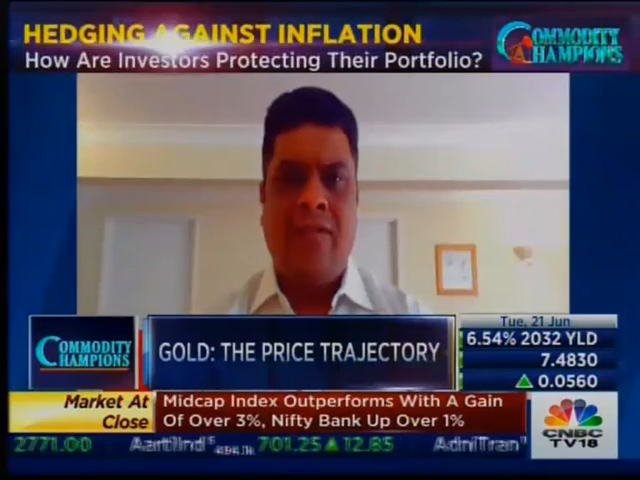 HEDGING AGAINST INFLATION
How Are Investors Protecting Their Portfolio?
COMMODITY
CHAMPIONS
COMMODITY
CHAMPIONS
GOLD: THE PRICE TRAJECTORY
Tue, 21 Jun
6.54% 2032 YLD
7.4830
▲ 0.0560
Market At
Close
Midcap Index Outperforms With A Gain
Of Over 3%, Nifty Bank Up Over 1%
CNBC
TV18
2771.00 AartiInd 701.25 ▲ 12.85 AdniTran